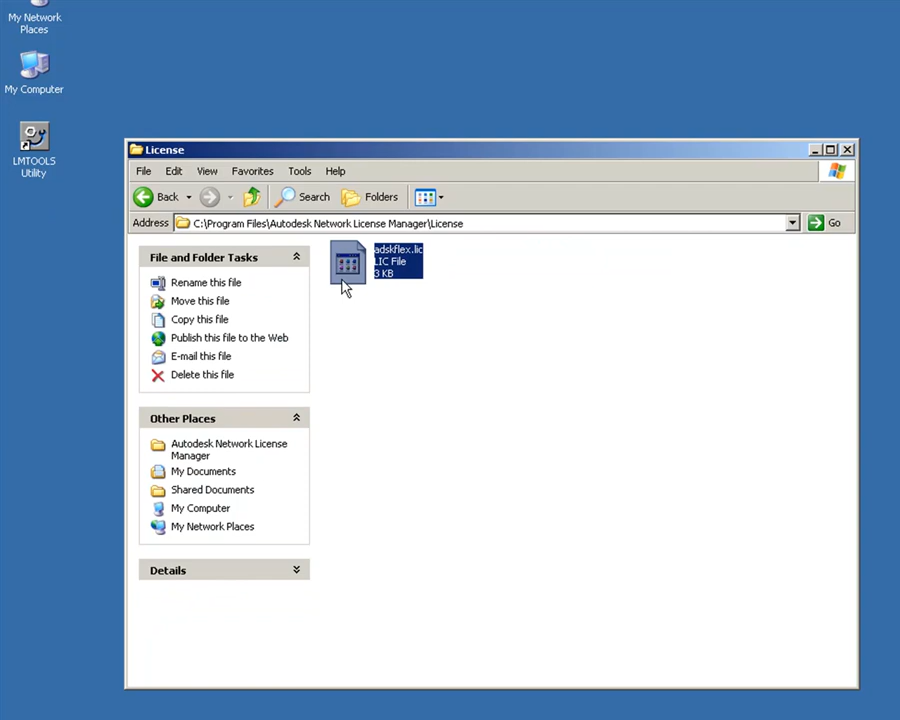 My Network
Places
My Computer
LMTOOLS
Utility
License
File Edit View Favorites Tools Help
Back Search Folders
Address C:\Program Files\Autodesk Network License Manager\License Go
File and Folder Tasks
Rename this file
Move this file
Copy this file
Publish this file to the Web
E-mail this file
Delete this file
Other Places
Autodesk Network License
Manager
My Documents
Shared Documents
My Computer
My Network Places
Details
adskflex.lic
LIC File
3 KB